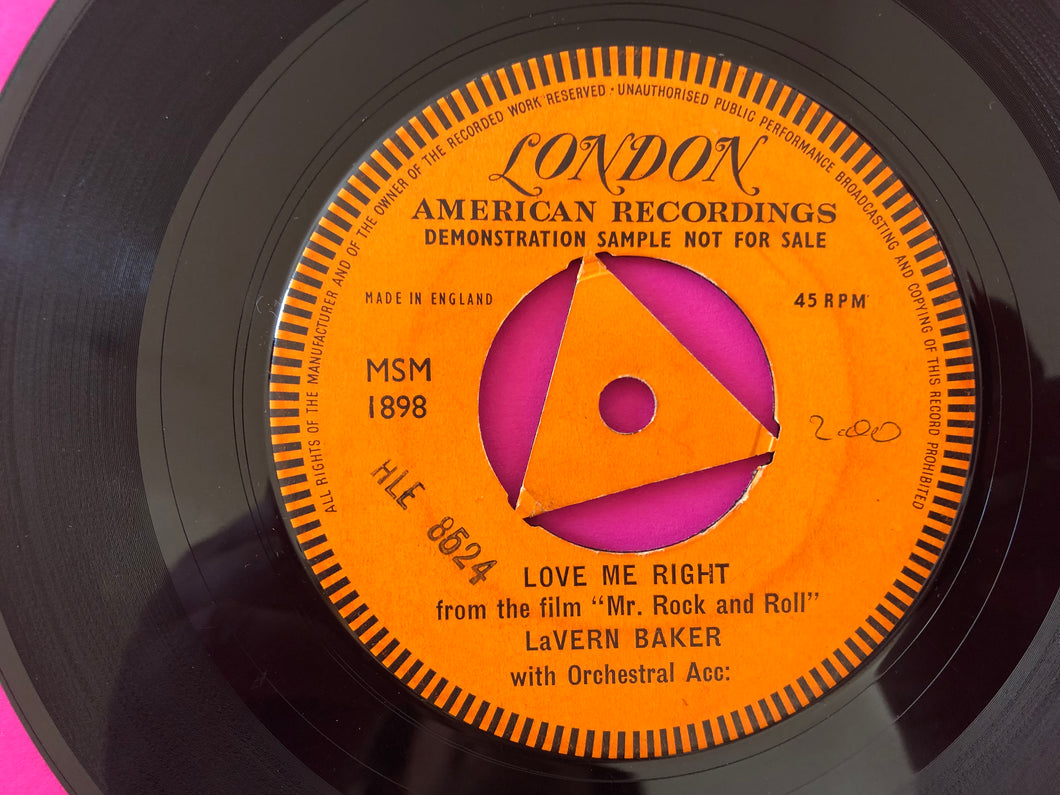 ALL RIGHTS OF THE MANUFACTURER AND OF THE OWNER OF THE RECORDED WORK RESERVED · UNAUTHORISED PUBLIC PERFORMANCE BROADCASTING AND COPYING OF THIS RECORD PROHIBITED
LONDON
AMERICAN RECORDINGS
DEMONSTRATION SAMPLE NOT FOR SALE
MADE IN ENGLAND
45 RPM
MSM
1898
2.00
HLE 8524
LOVE ME RIGHT
from the film "Mr. Rock and Roll"
LaVERN BAKER
with Orchestral Acc: